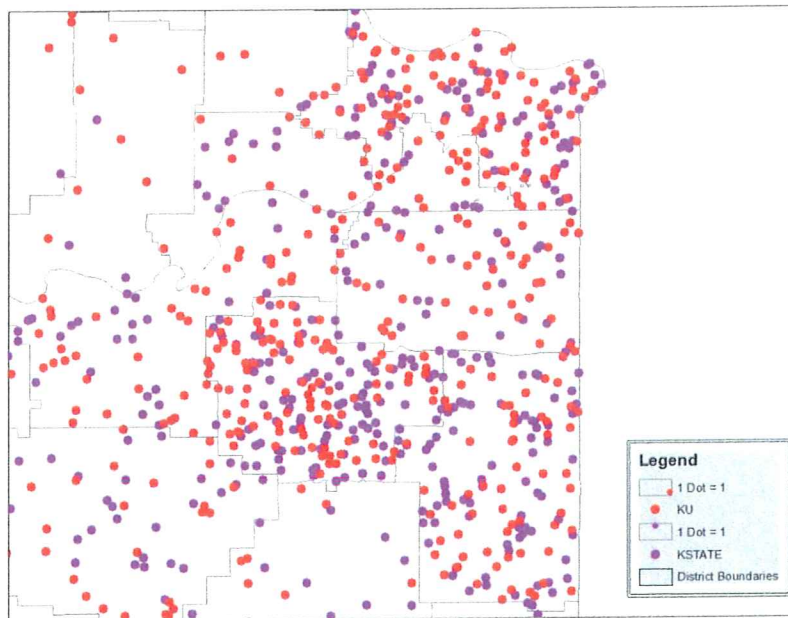 Legend
1 Dot = 1
KU
1 Dot = 1
KSTATE
District Boundaries